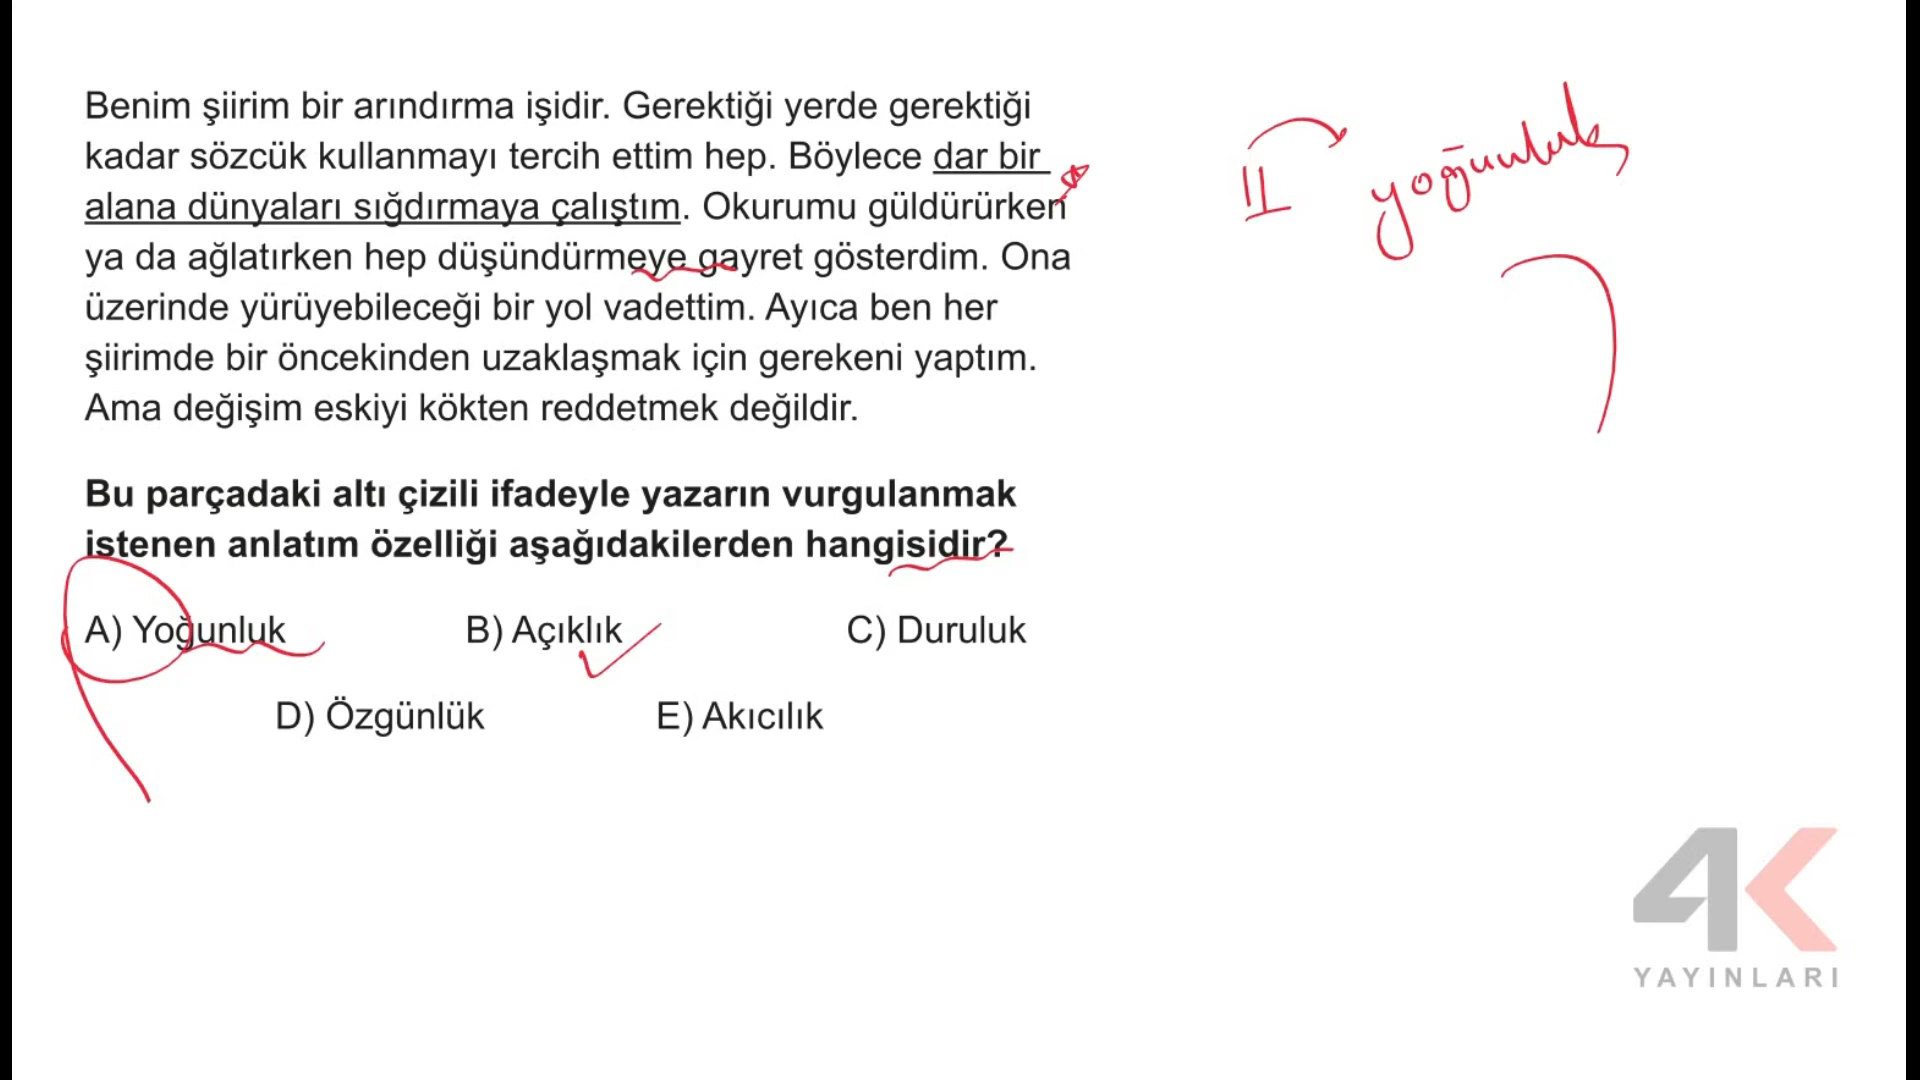 Benim şiirim bir arındırma işidir. Gerektiği yerde gerektiği
kadar sözcük kullanmayı tercih ettim hep. Böylece dar bir
alana dünyaları sığdırmaya çalıştım. Okurumu güldürürken
ya da ağlatırken hep düşündürmeye gayret gösterdim. Ona
üzerinde yürüyebileceği bir yol vadettim. Ayıca ben her
şiirimde bir öncekinden uzaklaşmak için gerekeni yaptım.
Ama değişim eskiyi kökten reddetmek değildir.
Bu parçadaki altı çizili ifadeyle yazarın vurgulanmak
istenen anlatım özelliği aşağıdakilerden hangisidir?
A) Yoğunluk B) Açıklık C) Duruluk
D) Özgünlük E) Akıcılık
II yoğunluk
4K
YAYINLARI